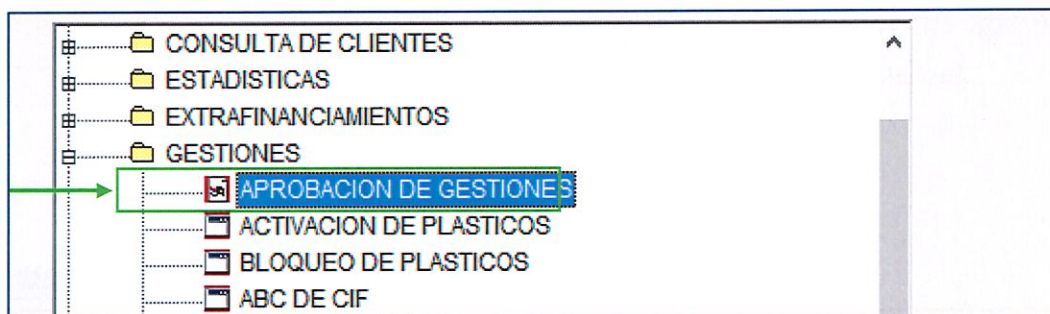 CONSULTA DE CLIENTES
ESTADISTICAS
EXTRAFINANCIAMIENTOS
GESTIONES
APROBACION DE GESTIONES
ACTIVACION DE PLASTICOS
BLOQUEO DE PLASTICOS
ABC DE CIF